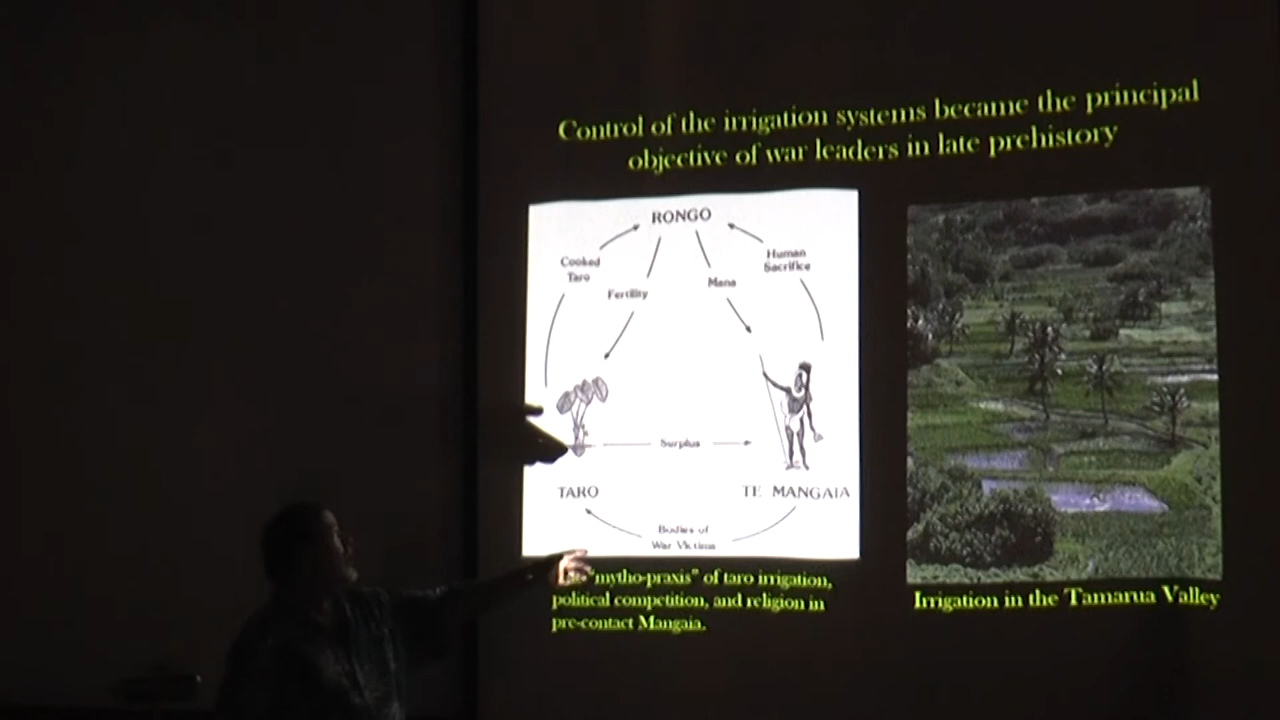 Control of the irrigation systems became the principal
objective of war leaders in late prehistory
RONGO
Cooked
Taro
Fertility
Mana
Human
Sacrifice
Surplus
TARO
TE MANGAIA
Bodies of
War Victims
"mytho-praxis" of taro irrigation,
political competition, and religion in
pre-contact Mangaia.
Irrigation in the Tamarua Valley